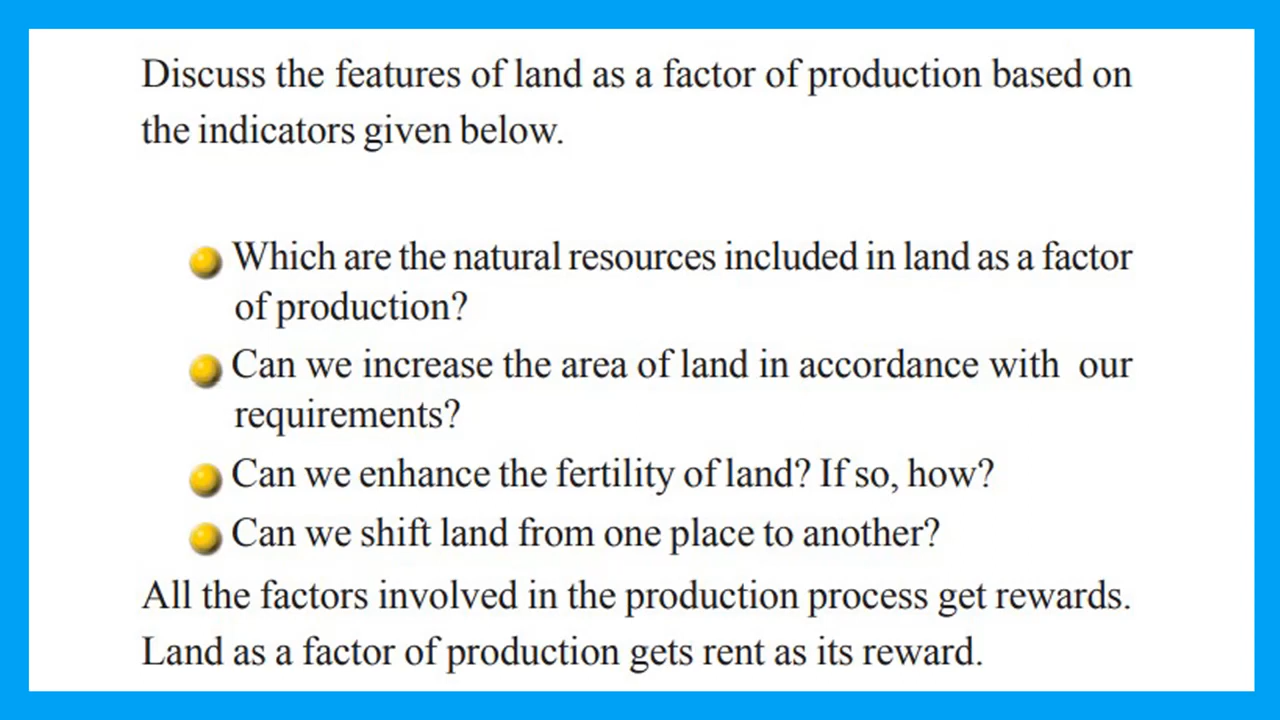 Discuss the features of land as a factor of production based on
the indicators given below.
Which are the natural resources included in land as a factor
of production?
Can we increase the area of land in accordance with our
requirements?
Can we enhance the fertility of land? If so, how?
Can we shift land from one place to another?
All the factors involved in the production process get rewards.
Land as a factor of production gets rent as its reward.